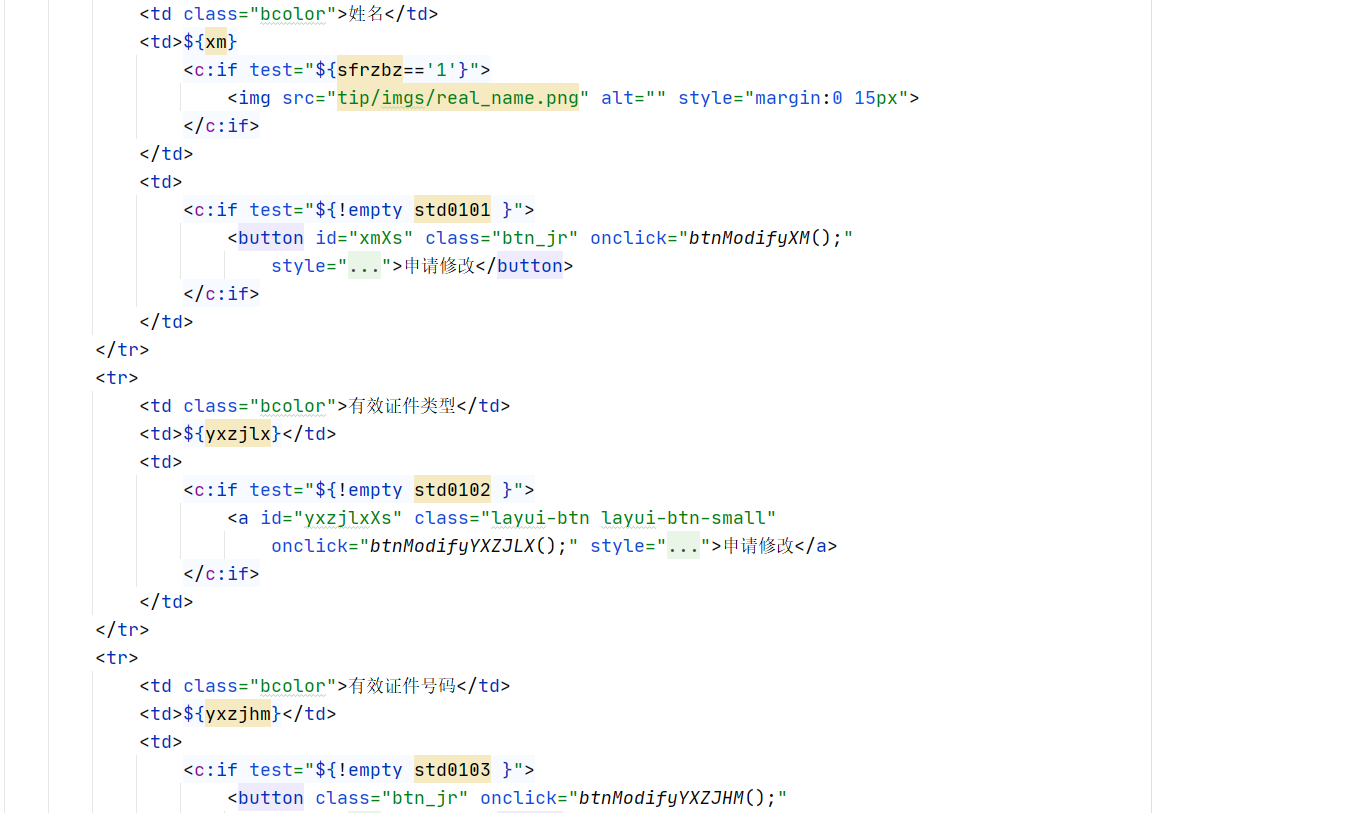 <td class="bcolor">姓名</td>
<td>${xm}
<c:if test="${sfrzbz=='1'}">
<img src="tip/imgs/real_name.png" alt="" style="margin:0 15px">
</c:if>
</td>
<td>
<c:if test="${!empty std0101 }">
<button id="xmXs" class="btn_jr" onclick="btnModifyXM();"
style="...">申请修改</button>
</c:if>
</td>
</tr>
<tr>
<td class="bcolor">有效证件类型</td>
<td>${yxzjlx}</td>
<td>
<c:if test="${!empty std0102 }">
<a id="yxzjlxXs" class="layui-btn layui-btn-small"
onclick="btnModifyYXZJLX();" style="...">申请修改</a>
</c:if>
</td>
</tr>
<tr>
<td class="bcolor">有效证件号码</td>
<td>${yxzjhm}</td>
<td>
<c:if test="${!empty std0103 }">
<button class="btn_jr" onclick="btnModifyYXZJHM();"